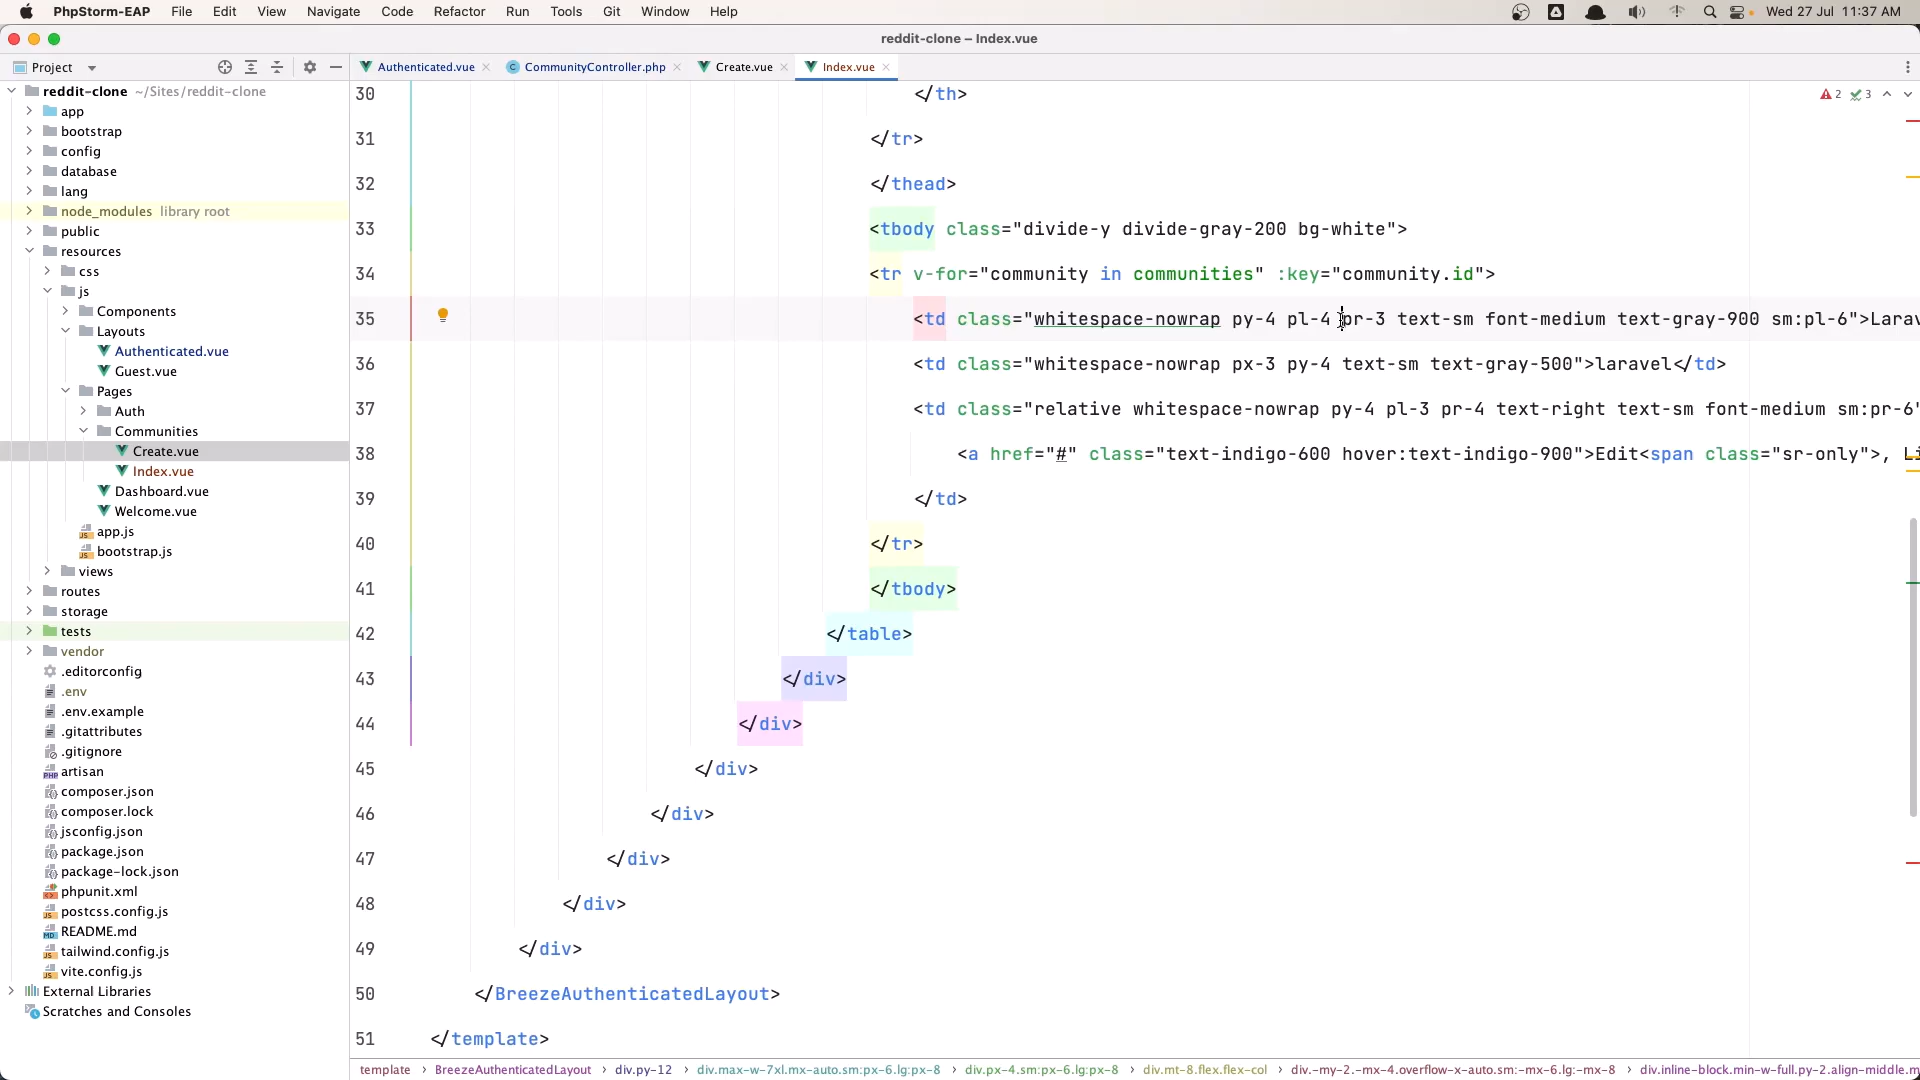 PhpStorm-EAP File Edit View Navigate Code Refactor Run Tools Git Window Help Wed 27 Jul 11:37 AM
reddit-clone – Index.vue
Project Authenticated.vue CommunityController.php Create.vue Index.vue
reddit-clone ~/Sites/reddit-clone
app
bootstrap
config
database
lang
node_modules library root
public
resources
css
js
Components
Layouts
Authenticated.vue
Guest.vue
Pages
Auth
Communities
Create.vue
Index.vue
Dashboard.vue
Welcome.vue
app.js
bootstrap.js
views
routes
storage
tests
vendor
.editorconfig
.env
.env.example
.gitattributes
.gitignore
artisan
composer.json
composer.lock
jsconfig.json
package.json
package-lock.json
phpunit.xml
postcss.config.js
README.md
tailwind.config.js
vite.config.js
External Libraries
Scratches and Consoles
2 3
30 </th>
31 </tr>
32 </thead>
33 <tbody class="divide-y divide-gray-200 bg-white">
34 <tr v-for="community in communities" :key="community.id">
35 <td class="whitespace-nowrap py-4 pl-4 pr-3 text-sm font-medium text-gray-900 sm:pl-6">Larav
36 <td class="whitespace-nowrap px-3 py-4 text-sm text-gray-500">laravel</td>
37 <td class="relative whitespace-nowrap py-4 pl-3 pr-4 text-right text-sm font-medium sm:pr-6"
38 <a href="#" class="text-indigo-600 hover:text-indigo-900">Edit<span class="sr-only">, Li
39 </td>
40 </tr>
41 </tbody>
42 </table>
43 </div>
44 </div>
45 </div>
46 </div>
47 </div>
48 </div>
49 </div>
50 </BreezeAuthenticatedLayout>
51 </template>
template › BreezeAuthenticatedLayout › div.py-12 › div.max-w-7xl.mx-auto.sm:px-6.lg:px-8 › div.px-4.sm:px-6.lg:px-8 › div.mt-8.flex.flex-col › div.-my-2.-mx-4.overflow-x-auto.sm:-mx-6.lg:-mx-8 › div.inline-block.min-w-full.py-2.align-middle.m